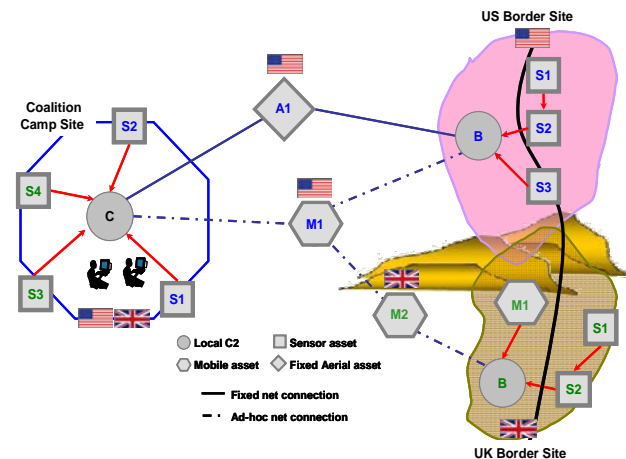 US Border Site
S1
A1
Coalition
Camp Site
S2
S2
B
S4
S3
C
M1
S3
S1
M2
M1
S1
Local C2
Sensor asset
Mobile asset
Fixed Aerial asset
B
S2
Fixed net connection
Ad-hoc net connection
UK Border Site